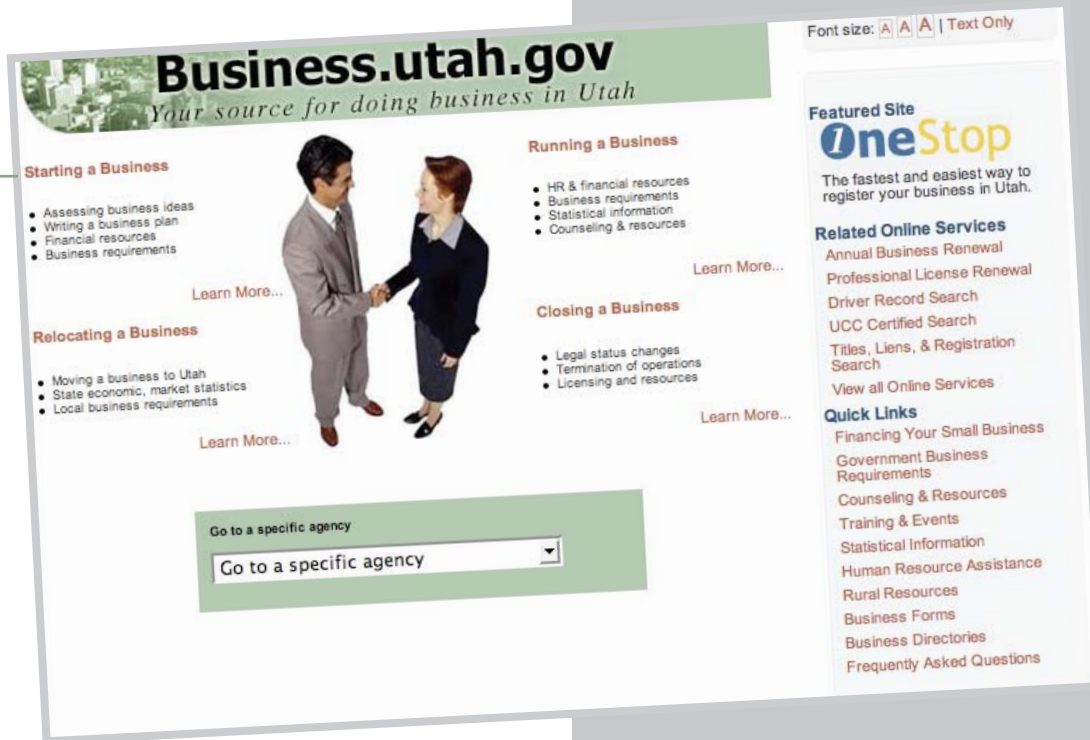 Business.utah.gov
Your source for doing business in Utah
Starting a Business
Assessing business ideas
Writing a business plan
Financial resources
Business requirements
Learn More...
Relocating a Business
Moving a business to Utah
State economic, market statistics
Local business requirements
Learn More...
Running a Business
HR & financial resources
Business requirements
Statistical information
Counseling & resources
Learn More...
Closing a Business
Legal status changes
Termination of operations
Licensing and resources
Learn More...
Go to a specific agency
Go to a specific agency
Font size: A A A | Text Only
Featured Site
OneStop
The fastest and easiest way to
register your business in Utah.
Related Online Services
Annual Business Renewal
Professional License Renewal
Driver Record Search
UCC Certified Search
Titles, Liens, & Registration
Search
View all Online Services
Quick Links
Financing Your Small Business
Government Business
Requirements
Counseling & Resources
Training & Events
Statistical Information
Human Resource Assistance
Rural Resources
Business Forms
Business Directories
Frequently Asked Questions